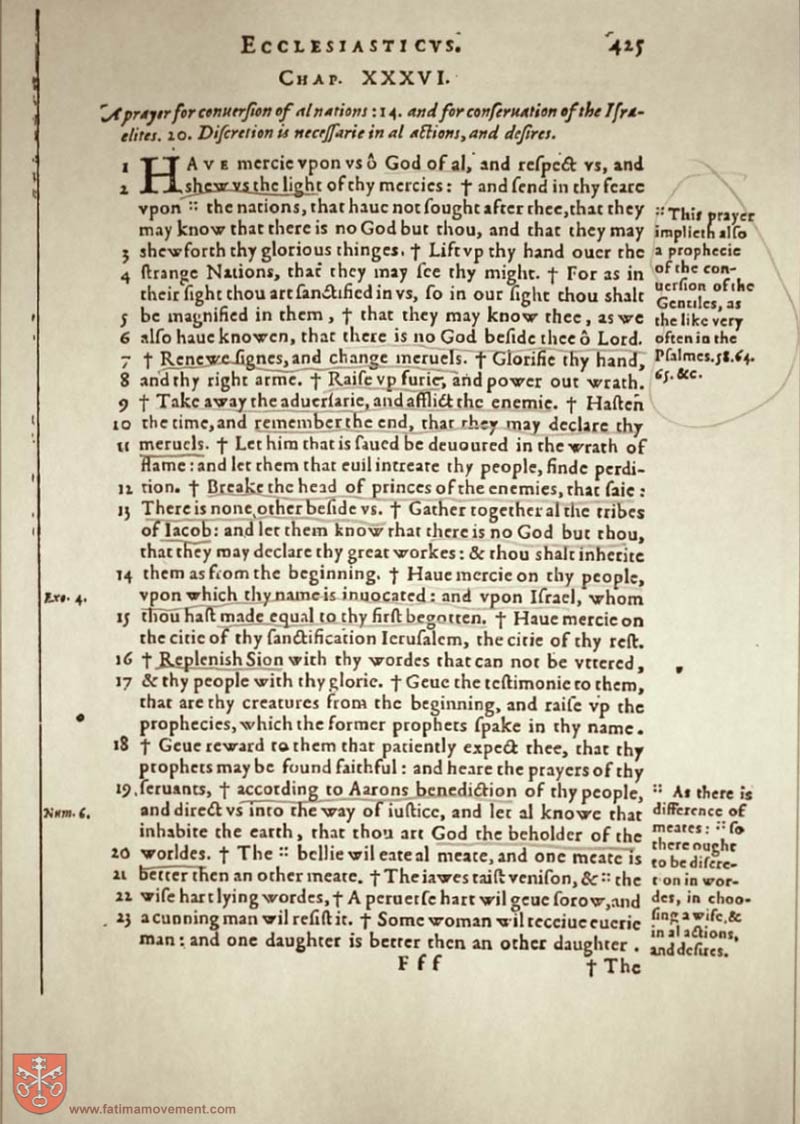 ECCLESIASTICVS. 425
CHAP. XXXVI.
A prayer for conuersion of al nations: 14. and for conseruation of the Isra-
elites. 20. Discretion is necessarie in al actions, and desires.
1 HAVE mercie vpon vs ô God of al, and respect vs, and
2 shew vs the light of thy mercies: † and send in thy feare
vpon :: the nations, that haue not sought after thee, that they
may know that there is no God but thou, and that they may
3 shew forth thy glorious thinges. † Lift vp thy hand ouer the
4 strange Nations, that they may see thy might. † For as in
their sight thou art sanctified in vs, so in our sight thou shalt
5 be magnified in them, † that they may know thee, as we
6 also haue knowen, that there is no God beside thee ô Lord.
7 † Renewe signes, and change meruels. † Glorifie thy hand,
8 and thy right arme. † Raise vp furie, and power out wrath.
9 † Take away the aduersarie, and afflict the enemie. † Hasten
10 the time, and remember the end, that they may declare thy
11 meruels. † Let him that is saued be deuoured in the wrath of
flame: and let them that euil intreate thy people, finde perdi-
12 tion. † Breake the head of princes of the enemies, that saie:
13 There is none other beside vs. † Gather together al the tribes
of Iacob: and let them know that there is no God but thou,
that they may declare thy great workes: & thou shalt inherite
14 them as from the beginning. † Haue mercie on thy people,
vpon which thy name is inuocated: and vpon Israel, whom
15 thou hast made equal to thy first begotten. † Haue mercie on
the citie of thy sanctification Ierusalem, the citie of thy rest.
16 † Replenish Sion with thy wordes that can not be vttered,
17 & thy people with thy glorie. † Geue the testimonie to them,
that are thy creatures from the beginning, and raise vp the
prophecies, which the former prophets spake in thy name.
18 † Geue reward to them that patiently expect thee, that thy
prophets may be found faithful: and heare the prayers of thy
19 seruants, † according to Aarons benediction of thy people,
and direct vs into the way of iustice, and let al knowe that
inhabite the earth, that thou art God the beholder of the
20 worldes. † The :: bellie wil eate al meate, and one meate is
21 better then an other meate. † The iawes taist venison, & :: the
22 wise hart lying wordes, † A peruerse hart wil geue sorow, and
23 a cunning man wil resist it. † Some woman wil receiue euerie
man: and one daughter is better then an other daughter.
Fff † The
:: This prayer
implieth also
a prophecie
of the con-
uersion of the
Gentiles, as
the like very
often in the
Psalmes. 58. 64.
65. &c.
Exo. 4.
Num. 6.
:: As there is
difference of
meates: :: so
there ought
to be discre-
tion in wor-
des, in choo-
sing a wife, &
in al actions,
and desires.
www.fatimamovement.com